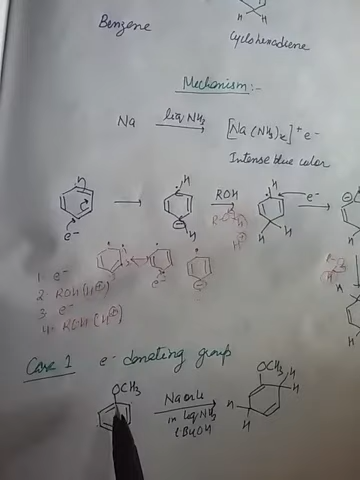 H H
Benzene
Cyclohexadiene
Mechanism:-
Na liq NH3 [Na (NH3)x]+ e-
Intense blue color
H H ROH H e-
e- H H H
1. e-
2. ROH (H⊕)
3. e-
4. ROH (H⊕)
Case 1 e- donating group
OCH3 Na or Li OCH3 H
in liq NH3 H
tBuOH H
H